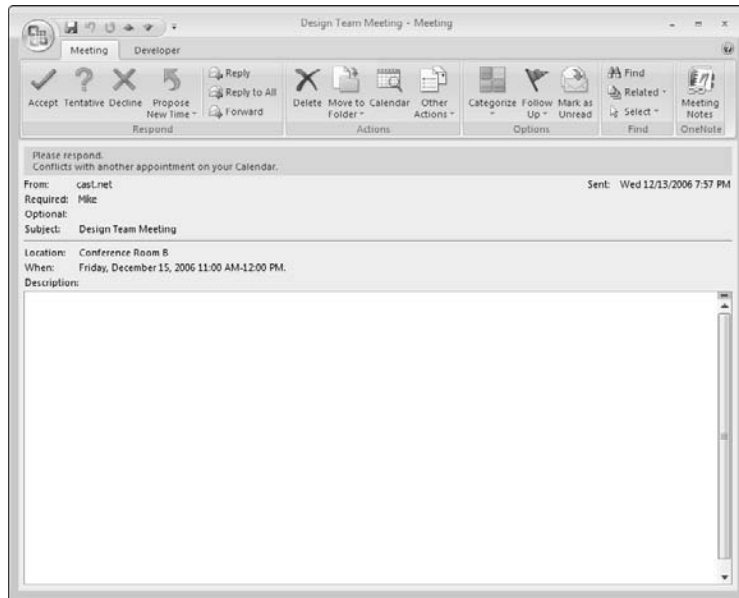 Design Team Meeting - Meeting
Meeting Developer
Accept Tentative Decline Propose New Time
Reply
Reply to All
Forward
Respond
Delete Move to Folder Calendar Other Actions
Actions
Categorize Follow Up Mark as Unread
Options
Find
Related
Select
Find
Meeting Notes
OneNote
Please respond.
Conflicts with another appointment on your Calendar.
From: cast.net Sent: Wed 12/13/2006 7:57 PM
Required: Mike
Optional:
Subject: Design Team Meeting
Location: Conference Room B
When: Friday, December 15, 2006 11:00 AM-12:00 PM.
Description: